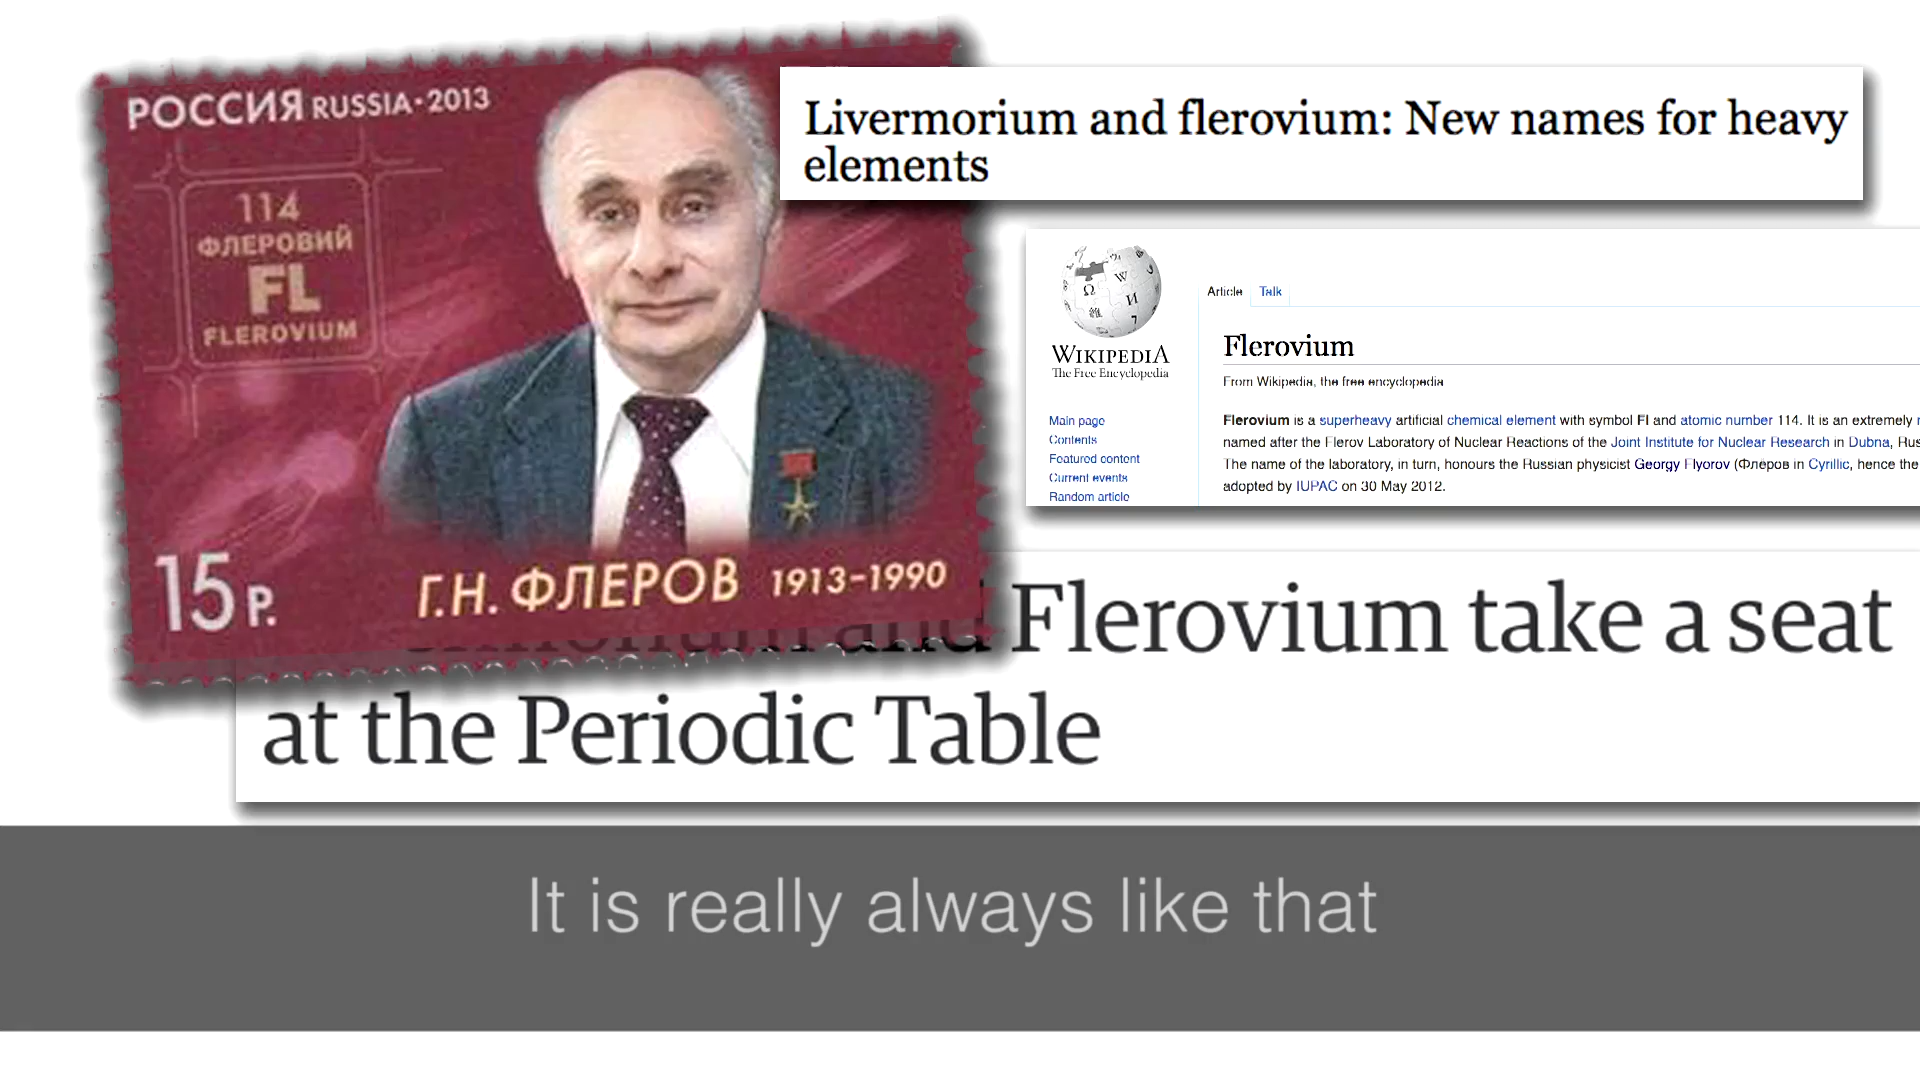 РОССИЯ RUSSIA·2013
114
ФЛЕРОВИЙ
FL
FLEROVIUM
15 Р.
Г.Н. ФЛЕРОВ 1913-1990
Livermorium and flerovium: New names for heavy
elements
WIKIPEDIA
The Free Encyclopedia
Main page
Contents
Featured content
Current events
Random article
Article Talk
Flerovium
From Wikipedia, the free encyclopedia
Flerovium is a superheavy artificial chemical element with symbol Fl and atomic number 114. It is an extremely
named after the Flerov Laboratory of Nuclear Reactions of the Joint Institute for Nuclear Research in Dubna, Rus
The name of the laboratory, in turn, honours the Russian physicist Georgy Flyorov (Флёров in Cyrillic, hence the
adopted by IUPAC on 30 May 2012.
and Flerovium take a seat
at the Periodic Table
It is really always like that